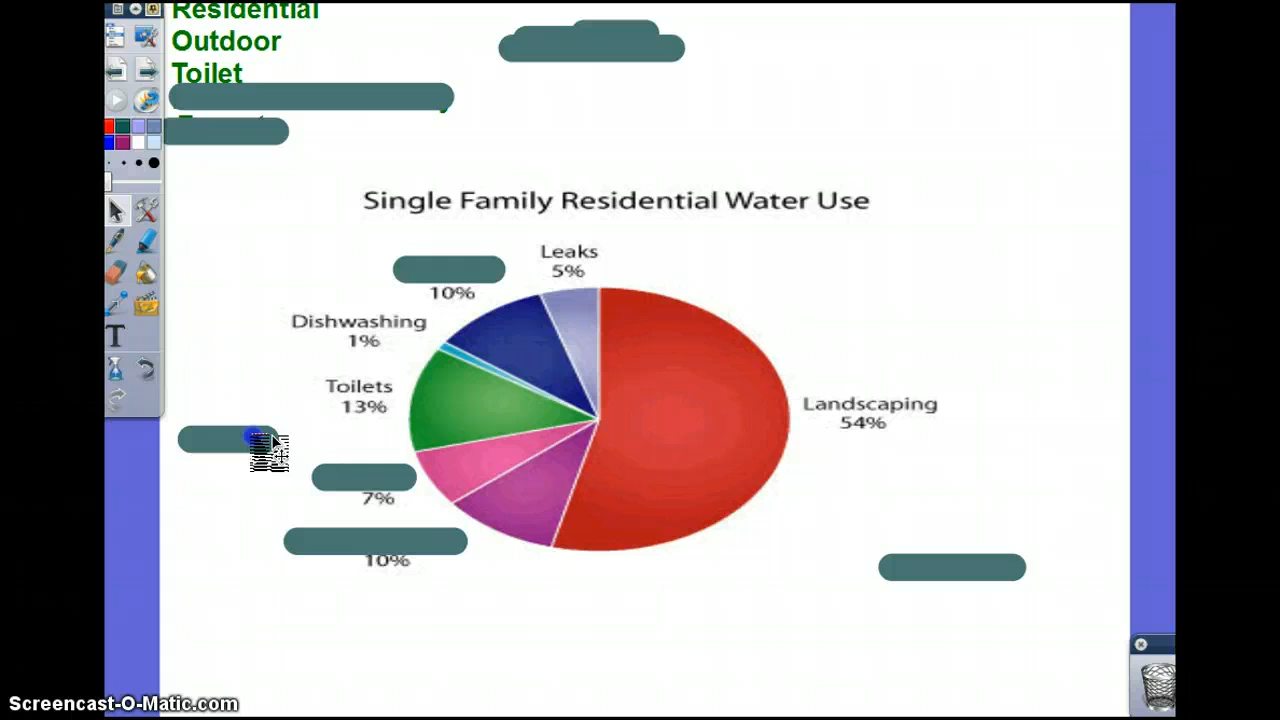 Residential
Outdoor
Toilet
Single Family Residential Water Use
Leaks
5%
10%
Dishwashing
1%
Toilets
13%
Landscaping
54%
7%
10%
T
Screencast-O-Matic.com